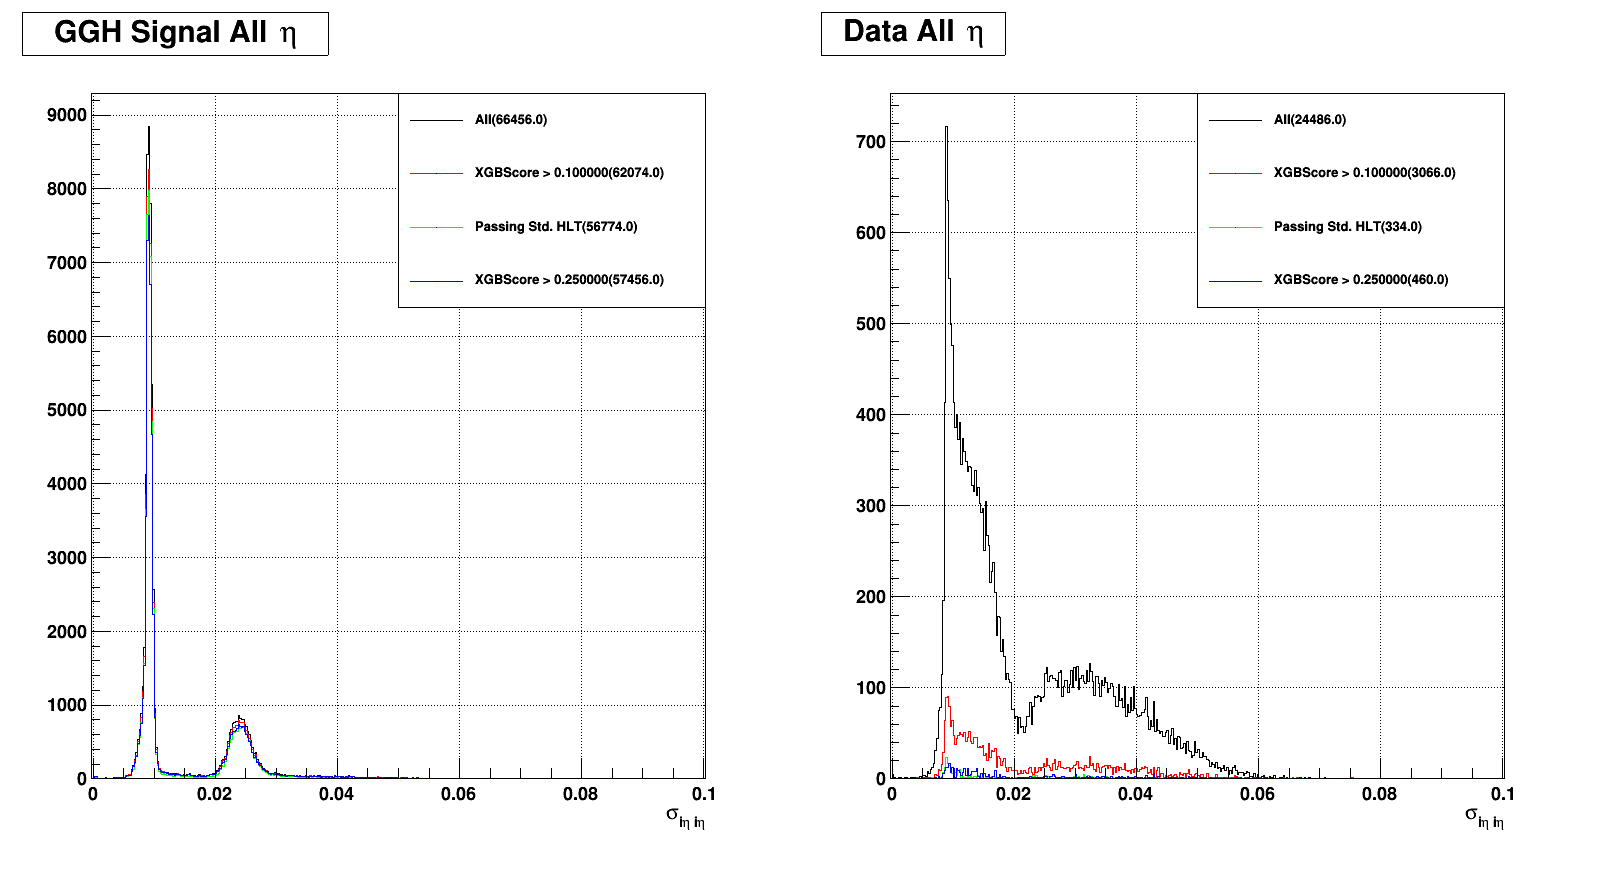 GGH Signal All η
Data All η
All(66456.0)
XGBScore > 0.100000(62074.0)
Passing Std. HLT(56774.0)
XGBScore > 0.250000(57456.0)
9000
8000
7000
6000
5000
4000
3000
2000
1000
0
0 0.02 0.04 0.06 0.08 0.1
σiη iη
All(24486.0)
XGBScore > 0.100000(3066.0)
Passing Std. HLT(334.0)
XGBScore > 0.250000(460.0)
700
600
500
400
300
200
100
0
0 0.02 0.04 0.06 0.08 0.1
σiη iη